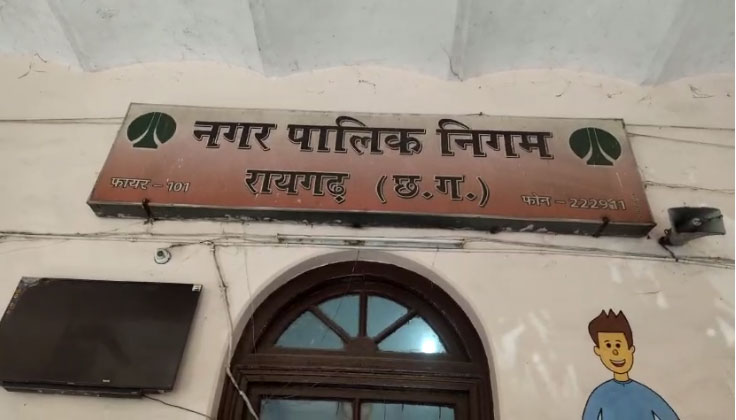 नगर पालिक निगम
रायगढ़ (छ.ग.)
फायर - 101
फोन - 222911